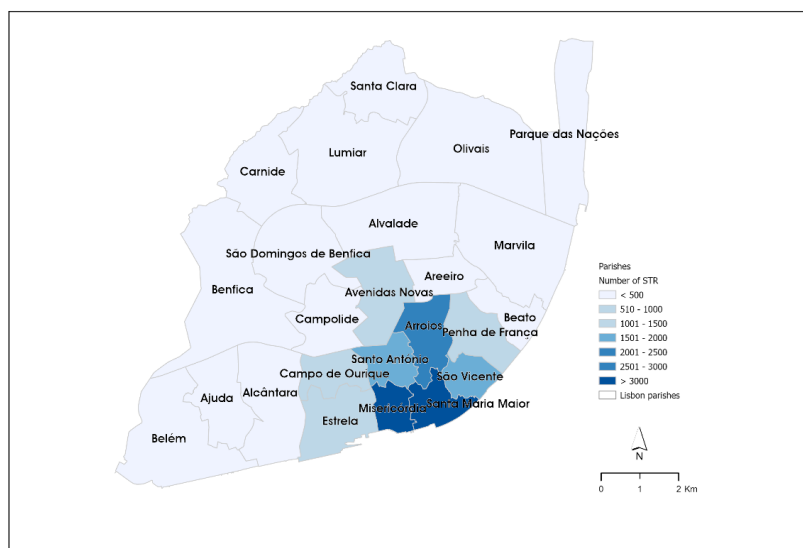 Santa Clara
Parque das Nações
Olivais
Lumiar
Carnide
Alvalade
Marvila
São Domingos de Benfica
Areeiro
Benfica
Avenidas Novas
Beato
Campolide
Arroios
Penha de França
Santo António
Campo de Ourique
São Vicente
Alcântara
Ajuda
Misericórdia
Santa Maria Maior
Estrela
Belém
Parishes
Number of STR
< 500
510 - 1000
1001 - 1500
1501 - 2000
2001 - 2500
2501 - 3000
> 3000
Lisbon parishes
N
0 1 2 Km